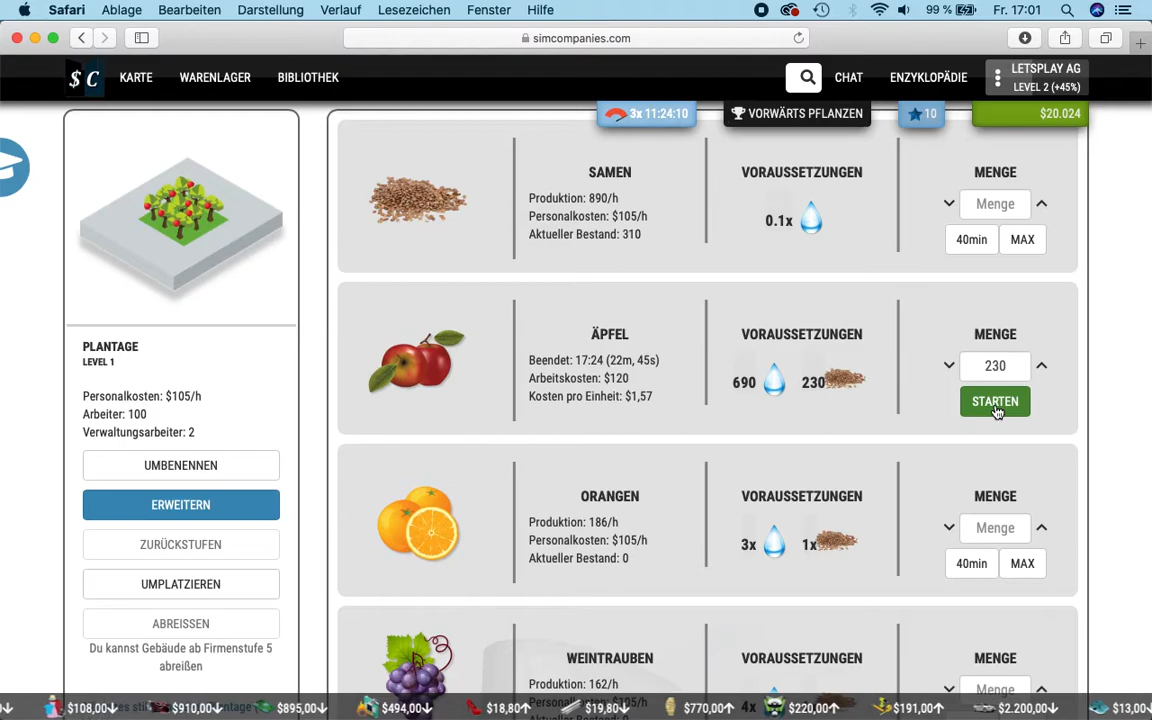 Safari Ablage Bearbeiten Darstellung Verlauf Lesezeichen Fenster Hilfe 99 % Fr. 17:01
simcompanies.com
$ C KARTE WARENLAGER BIBLIOTHEK CHAT ENZYKLOPÄDIE LETSPLAY AG
LEVEL 2 (+45%)
3x 11:24:10 VORWÄRTS PFLANZEN 10 $20.024
SAMEN
Produktion: 890/h
Personalkosten: $105/h
Aktueller Bestand: 310
VORAUSSETZUNGEN
0.1x
MENGE
Menge
40min MAX
ÄPFEL
Beendet: 17:24 (22m, 45s)
Arbeitskosten: $120
Kosten pro Einheit: $1,57
VORAUSSETZUNGEN
690 230
MENGE
230
STARTEN
ORANGEN
Produktion: 186/h
Personalkosten: $105/h
Aktueller Bestand: 0
VORAUSSETZUNGEN
3x 1x
MENGE
Menge
40min MAX
WEINTRAUBEN
Produktion: 162/h
VORAUSSETZUNGEN
MENGE
Menge
PLANTAGE
LEVEL 1
Personalkosten: $105/h
Arbeiter: 100
Verwaltungsarbeiter: 2
UMBENENNEN
ERWEITERN
ZURÜCKSTUFEN
UMPLATZIEREN
ABREISSEN
Du kannst Gebäude ab Firmenstufe 5
abreißen
$108,00 $910,00 $895,00 $494,00 $18,80 $19,80 $770,00 $220,00 $191,00 $2.200,00 $13,00